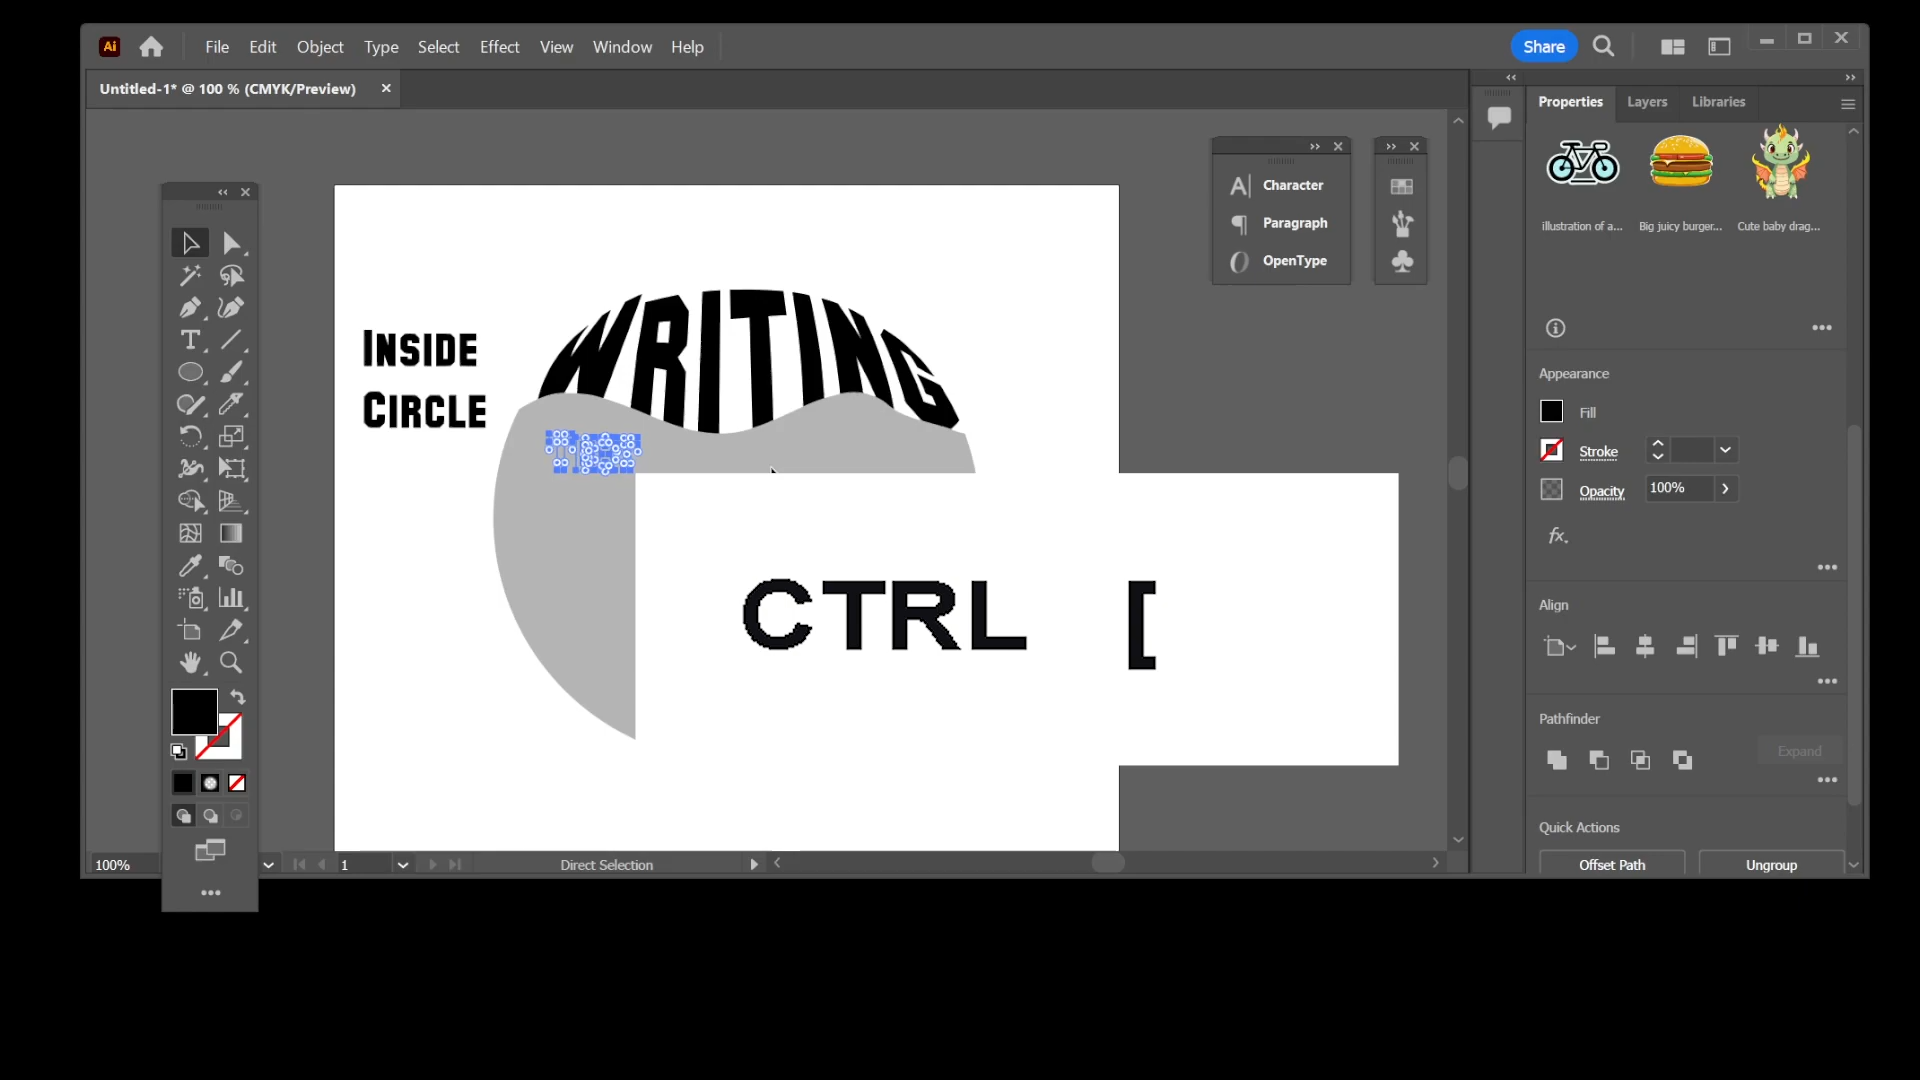 Ai File Edit Object Type Select Effect View Window Help Share
Untitled-1* @ 100 % (CMYK/Preview)
Properties Layers Libraries
illustration of a... Big juicy burger... Cute baby drag...
Character
Paragraph
OpenType
WRITING
INSIDE
CIRCLE
TEXT
CTRL [
Appearance
Fill
Stroke
Opacity 100%
fx.
Align
Pathfinder
Expand
Quick Actions
Offset Path Ungroup
100% 1 Direct Selection